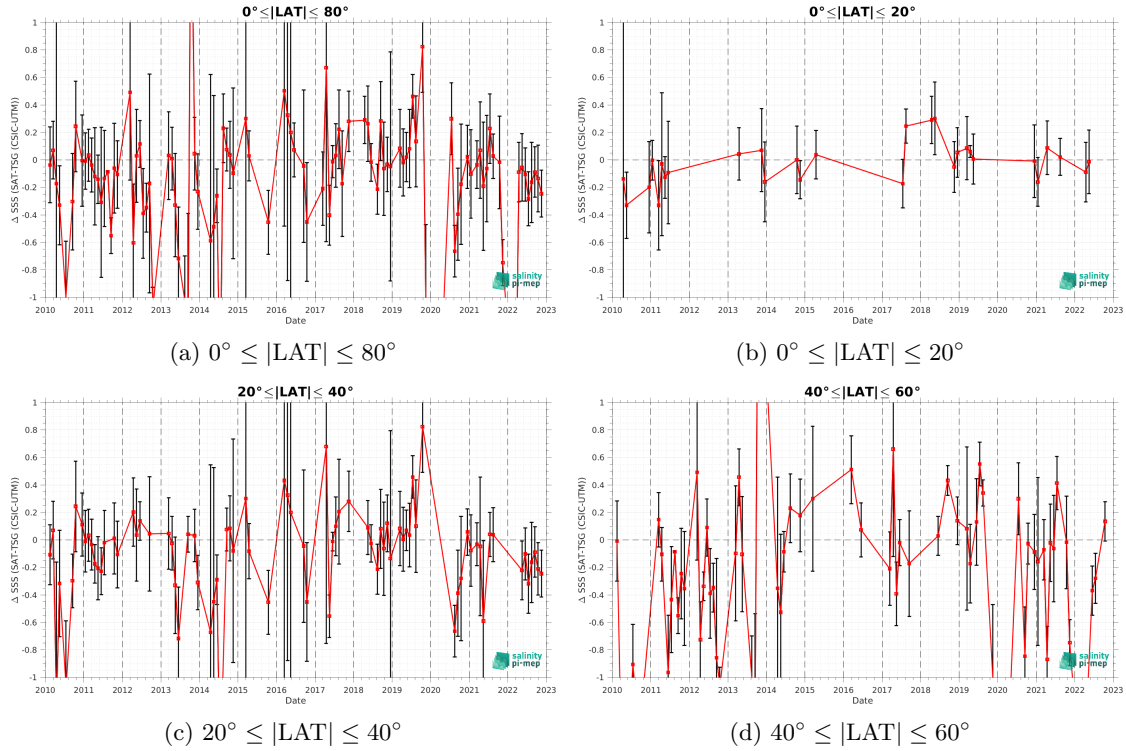 0°≤|LAT|≤ 80°
Δ SSS (SAT-TSG (CSIC-UTM))
1
0.8
0.6
0.4
0.2
0
-0.2
-0.4
-0.6
-0.8
-1
2010 2011 2012 2013 2014 2015 2016 2017 2018 2019 2020 2021 2022 2023
Date
salinity
pi-mep
(a) 0° ≤ |LAT| ≤ 80°
0°≤|LAT|≤ 20°
Δ SSS (SAT-TSG (CSIC-UTM))
1
0.8
0.6
0.4
0.2
0
-0.2
-0.4
-0.6
-0.8
-1
2010 2011 2012 2013 2014 2015 2016 2017 2018 2019 2020 2021 2022 2023
Date
salinity
pi-mep
(b) 0° ≤ |LAT| ≤ 20°
20°≤|LAT|≤ 40°
Δ SSS (SAT-TSG (CSIC-UTM))
1
0.8
0.6
0.4
0.2
0
-0.2
-0.4
-0.6
-0.8
-1
2010 2011 2012 2013 2014 2015 2016 2017 2018 2019 2020 2021 2022 2023
Date
salinity
pi-mep
(c) 20° ≤ |LAT| ≤ 40°
40°≤|LAT|≤ 60°
Δ SSS (SAT-TSG (CSIC-UTM))
1
0.8
0.6
0.4
0.2
0
-0.2
-0.4
-0.6
-0.8
-1
2010 2011 2012 2013 2014 2015 2016 2017 2018 2019 2020 2021 2022 2023
Date
salinity
pi-mep
(d) 40° ≤ |LAT| ≤ 60°